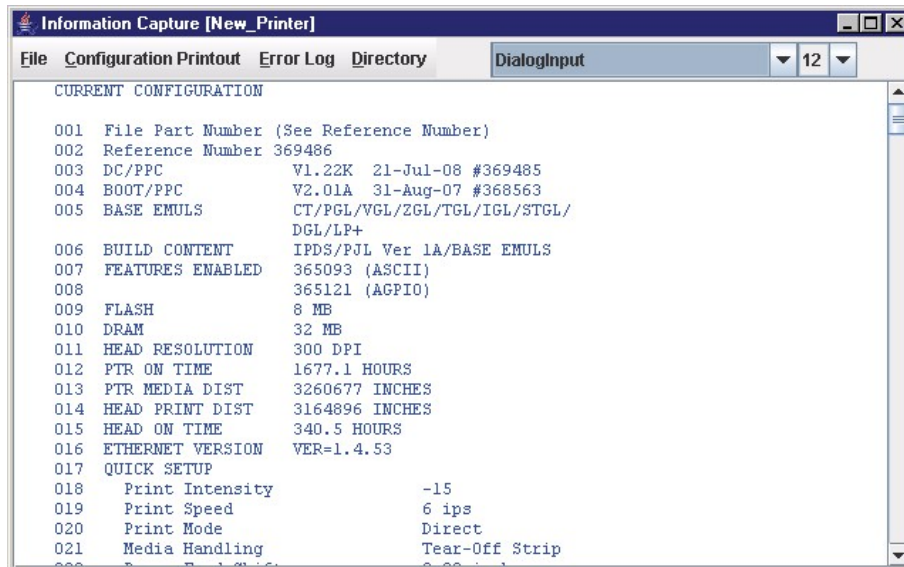 Information Capture [New_Printer]
File Configuration Printout Error Log Directory DialogInput 12
CURRENT CONFIGURATION
001 File Part Number (See Reference Number)
002 Reference Number 369486
003 DC/PPC V1.22K 21-Jul-08 #369485
004 BOOT/PPC V2.01A 31-Aug-07 #368563
005 BASE EMULS CT/PGL/VGL/ZGL/TGL/IGL/STGL/
DGL/LP+
006 BUILD CONTENT IPDS/PJL Ver 1A/BASE EMULS
007 FEATURES ENABLED 365093 (ASCII)
008 365121 (AGPIO)
009 FLASH 8 MB
010 DRAM 32 MB
011 HEAD RESOLUTION 300 DPI
012 PTR ON TIME 1677.1 HOURS
013 PTR MEDIA DIST 3260677 INCHES
014 HEAD PRINT DIST 3164896 INCHES
015 HEAD ON TIME 340.5 HOURS
016 ETHERNET VERSION VER=1.4.53
017 QUICK SETUP
018 Print Intensity -15
019 Print Speed 6 ips
020 Print Mode Direct
021 Media Handling Tear-Off Strip